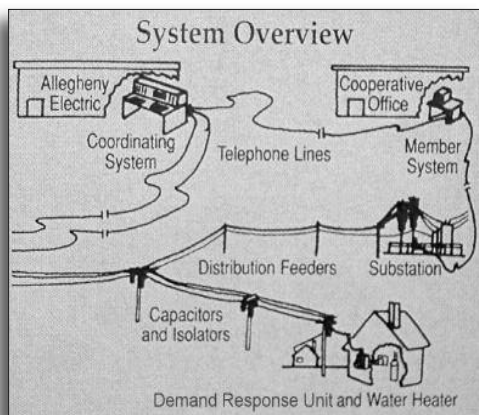 System Overview
Allegheny
Electric
Cooperative
Office
Coordinating
System
Telephone Lines
Member
System
Distribution Feeders
Substation
Capacitors
and Isolators
Demand Response Unit and Water Heater